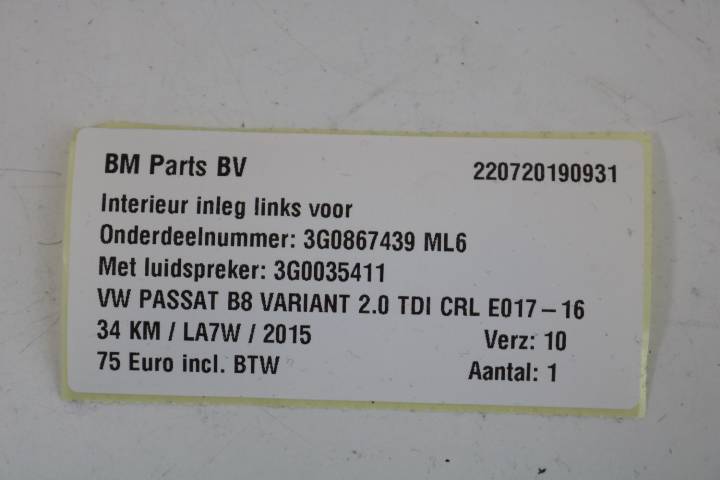 BM Parts BV 220720190931
Interieur inleg links voor
Onderdeelnummer: 3G0867439 ML6
Met luidspreker: 3G0035411
VW PASSAT B8 VARIANT 2.0 TDI CRL E017-16
34 KM / LA7W / 2015 Verz: 10
75 Euro incl. BTW Aantal: 1